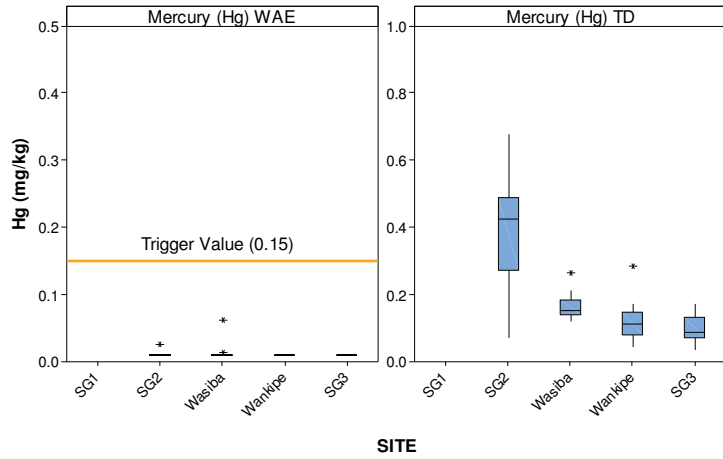 Mercury (Hg) WAE
Mercury (Hg) TD
Hg (mg/kg)
0.5
0.4
0.3
0.2
0.1
0.0
Trigger Value (0.15)
SG1
SG2
Wasiba
Wankipe
SG3
1.0
0.8
0.6
0.4
0.2
0.0
SG1
SG2
Wasiba
Wankipe
SG3
SITE